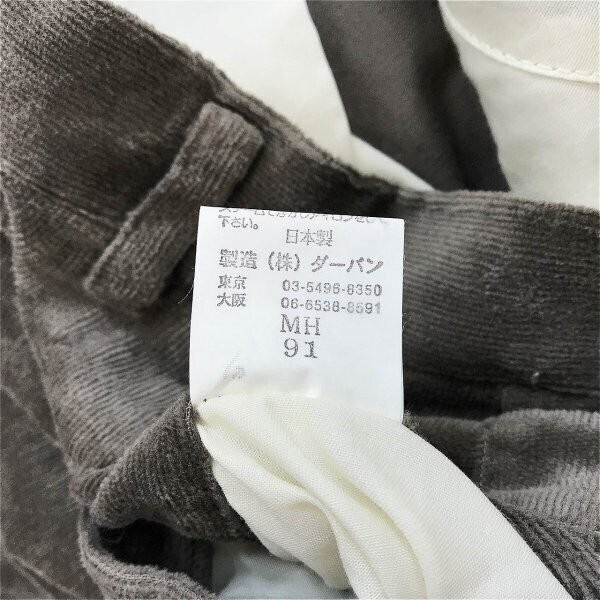 下さい。
日本製
製造(株)ダーバン
東京 03-5496-8350
大阪 06-6538-8591
MH
91